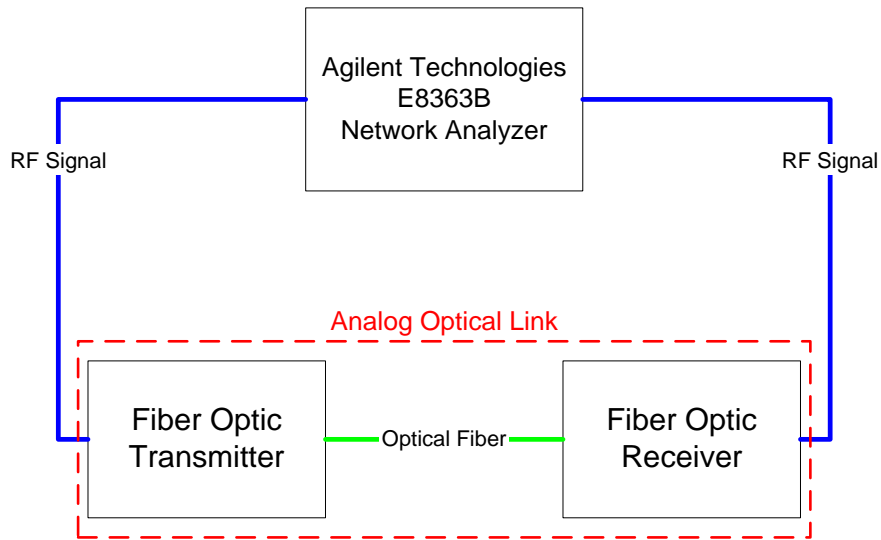 Agilent Technologies
E8363B
Network Analyzer
RF Signal
RF Signal
Analog Optical Link
Fiber Optic
Transmitter
Optical Fiber
Fiber Optic
Receiver